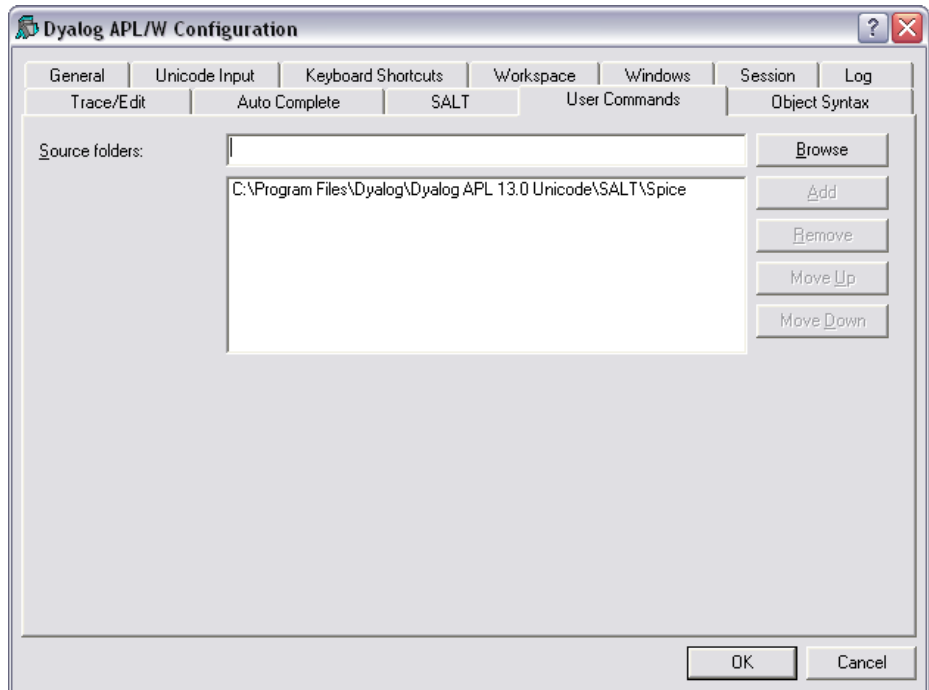 Dyalog APL/W Configuration
General Unicode Input Keyboard Shortcuts Workspace Windows Session Log
Trace/Edit Auto Complete SALT User Commands Object Syntax
Source folders: Browse
C:\Program Files\Dyalog\Dyalog APL 13.0 Unicode\SALT\Spice Add
Remove
Move Up
Move Down
OK Cancel